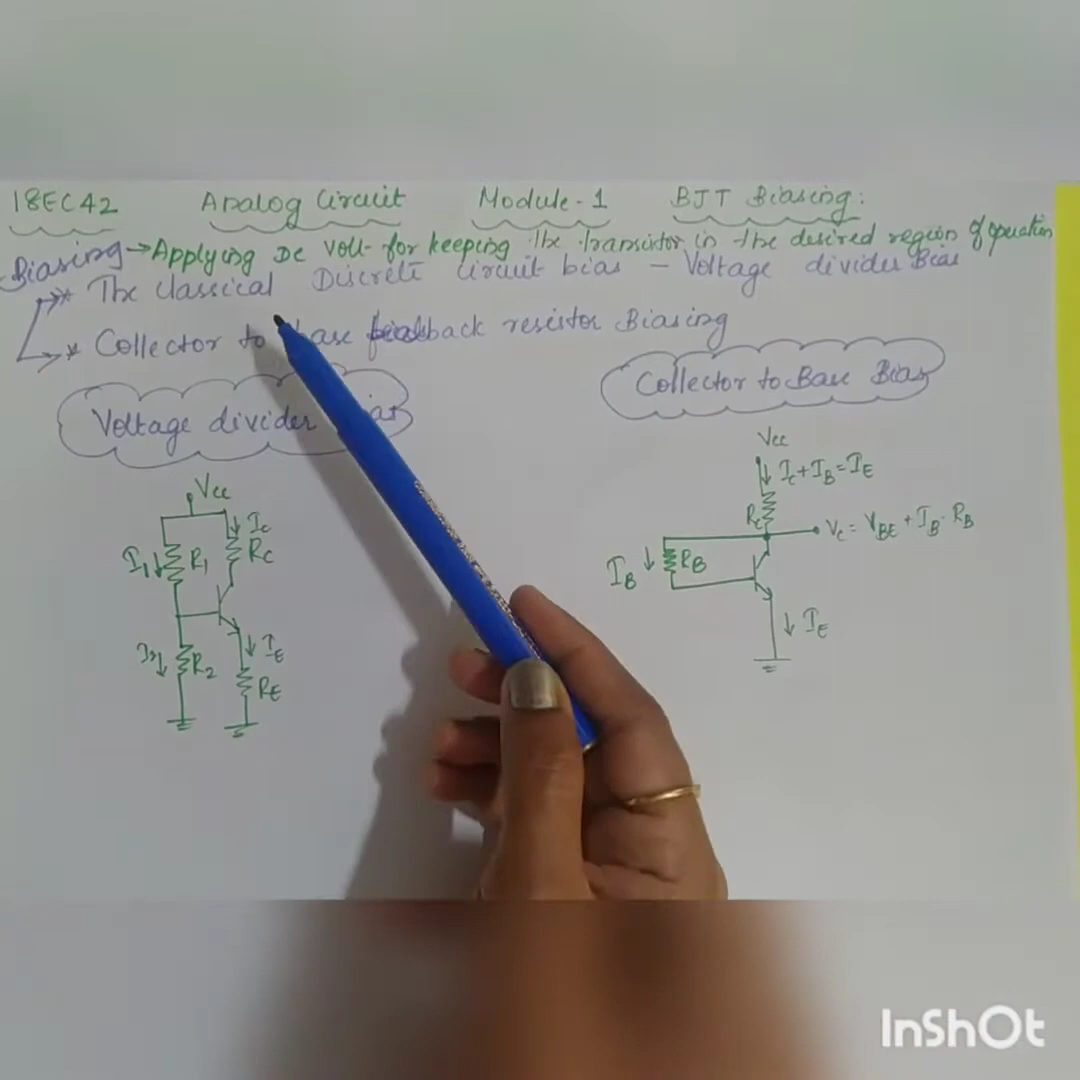 18EC42 Analog Circuit Module-1 BJT Biasing:
Biasing → Applying DC volt- for keeping the transistor in the desired region of operation
* The Classical Discrete Circuit bias - Voltage divider Bias
* Collector to base back resistor Biasing
Voltage divider
Collector to Base Bias
Vcc
I1↓ R1
↓Ic
Rc
↓ R2
↓IE
RE
Vcc
↓ Ic+IB=IE
Rc
Vc = VBE + IB. RB
IB ↓ RB
↓ IE
InShOt